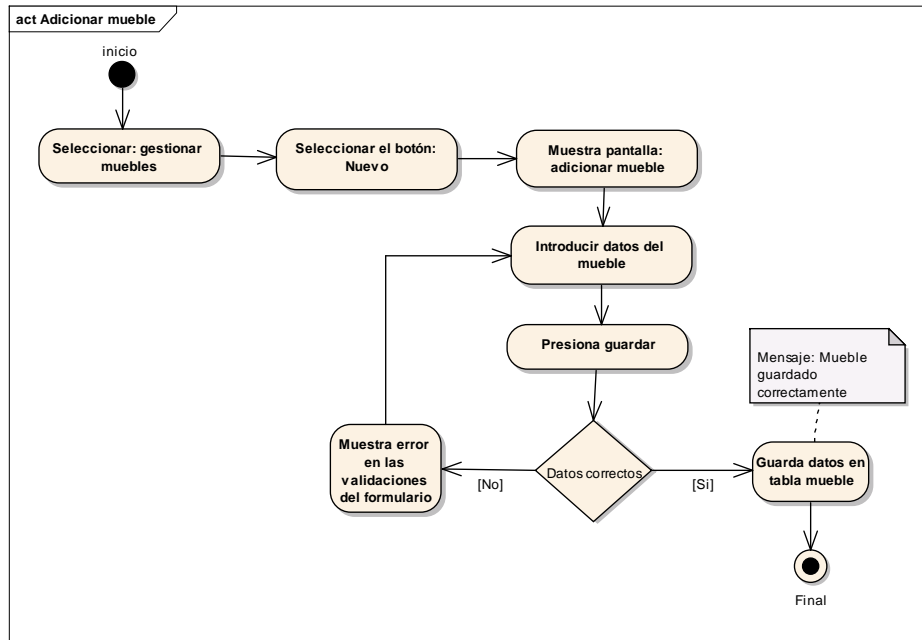 act Adicionar mueble
inicio
Seleccionar: gestionar
muebles
Seleccionar el botón:
Nuevo
Muestra pantalla:
adicionar mueble
Introducir datos del
mueble
Presiona guardar
Mensaje: Mueble
guardado
correctamente
Muestra error
en las
validaciones
del formulario
[No]
Datos correctos
[Si]
Guarda datos en
tabla mueble
Final